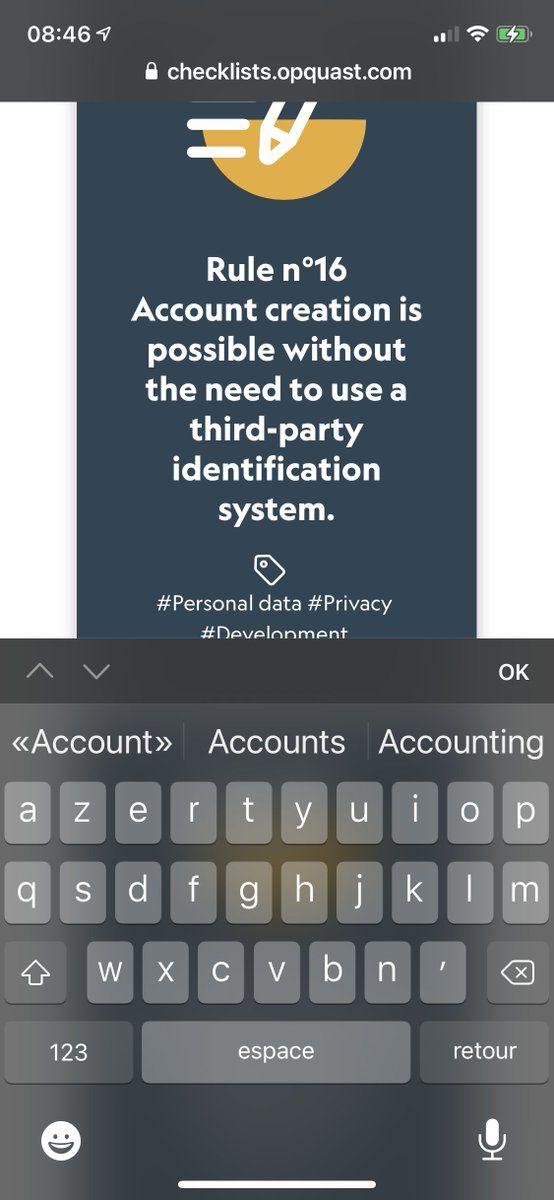 08:46
checklists.opquast.com
Rule n°16
Account creation is
possible without
the need to use a
third-party
identification
system.
#Personal data #Privacy
#Development
OK
«Account» Accounts Accounting
a z e r t y u i o p
q s d f g h j k l m
w x c v b n ’
123 espace retour